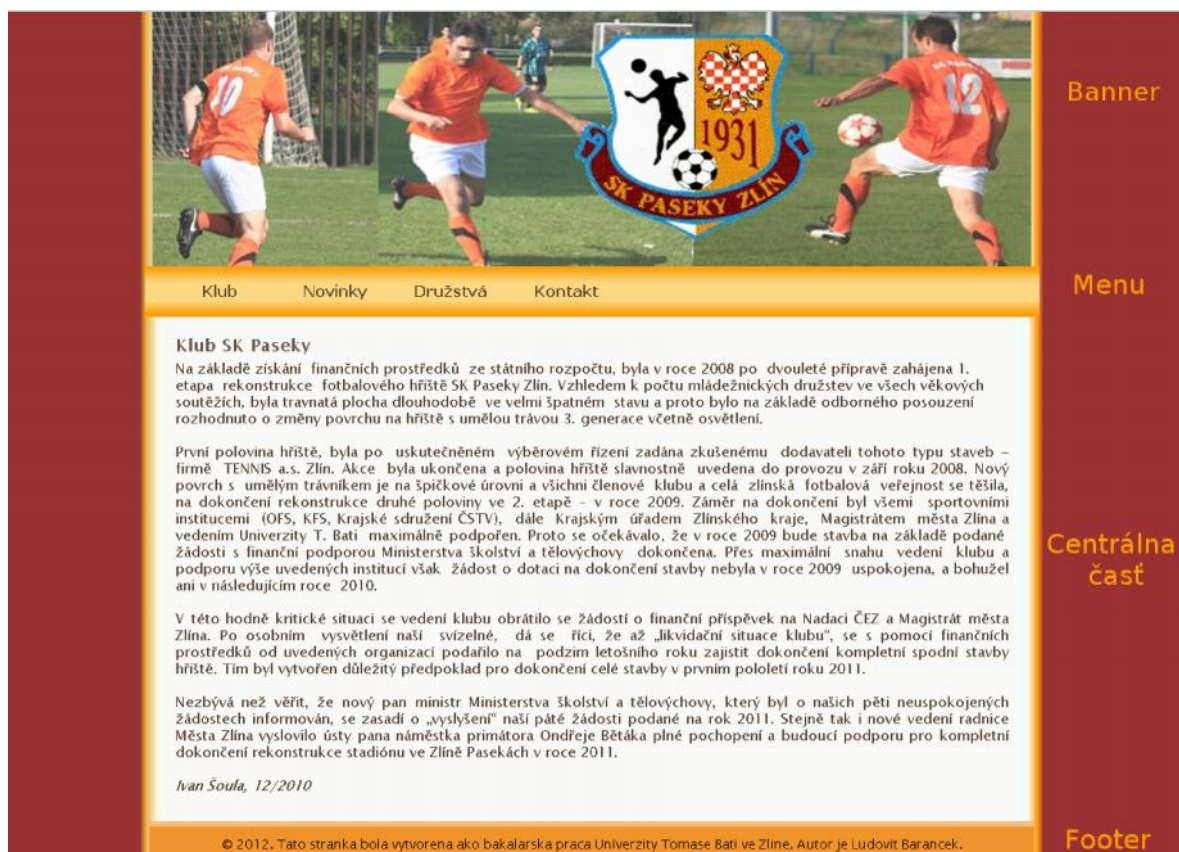 10
1931
SK PASEKY ZLÍN
12
Banner
Klub Novinky Družstvá Kontakt
Menu
Klub SK Paseky
Na základě získání finančních prostředků ze státního rozpočtu, byla v roce 2008 po dvouleté přípravě zahájena 1.
etapa rekonstrukce fotbalového hřiště SK Paseky Zlín. Vzhledem k počtu mládežnických družstev ve všech věkových
soutěžích, byla travnatá plocha dlouhodobě ve velmi špatném stavu a proto bylo na základě odborného posouzení
rozhodnuto o změny povrchu na hřiště s umělou trávou 3. generace včetně osvětlení.
První polovina hřiště, byla po uskutečněném výběrovém řízení zadána zkušenému dodavateli tohoto typu staveb –
firmě TENNIS a.s. Zlín. Akce byla ukončena a polovina hřiště slavnostně uvedena do provozu v září roku 2008. Nový
povrch s umělým trávníkem je na špičkové úrovni a všichni členové klubu a celá zlínská fotbalová veřejnost se těšila,
na dokončení rekonstrukce druhé poloviny ve 2. etapě – v roce 2009. Záměr na dokončení byl všemi sportovními
institucemi (OFS, KFS, Krajské sdružení ČSTV), dále Krajským úřadem Zlínského kraje, Magistrátem města Zlína a
vedením Univerzity T. Bati maximálně podpořen. Proto se očekávalo, že v roce 2009 bude stavba na základě podané
žádosti s finanční podporou Ministerstva školství a tělovýchovy dokončena. Přes maximální snahu vedení klubu a
podporu výše uvedených institucí však žádost o dotaci na dokončení stavby nebyla v roce 2009 uspokojena, a bohužel
ani v následujícím roce 2010.
Centrálna
časť
V této hodně kritické situaci se vedení klubu obrátilo se žádostí o finanční příspěvek na Nadaci ČEZ a Magistrát města
Zlína. Po osobním vysvětlení naší svízelné, dá se říci, že až „likvidační situace klubu“, se s pomocí finančních
prostředků od uvedených organizací podařilo na podzim letošního roku zajistit dokončení kompletní spodní stavby
hřiště. Tím byl vytvořen důležitý předpoklad pro dokončení celé stavby v prvním pololetí roku 2011.
Nezbývá než věřit, že nový pan ministr Ministerstva školství a tělovýchovy, který byl o našich pěti neuspokojených
žádostech informován, se zasadí o „vyslyšení“ naší páté žádosti podané na rok 2011. Stejně tak i nové vedení radnice
Města Zlína vyslovilo ústy pana náměstka primátora Ondřeje Bětáka plné pochopení a budoucí podporu pro kompletní
dokončení rekonstrukce stadiónu ve Zlíně Pasekách v roce 2011.
Ivan Šoula, 12/2010
© 2012. Tato stranka bola vytvorena ako bakalarska praca Univerzity Tomase Bati ve Zline. Autor je Ludovit Barancek.
Footer